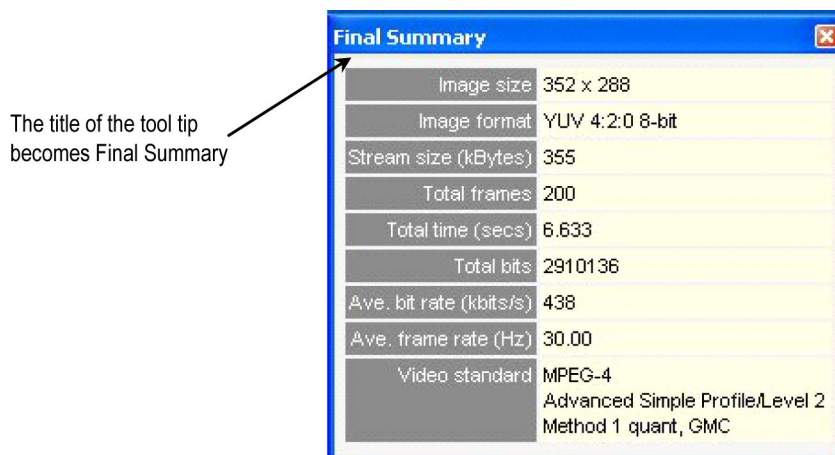 Final Summary
The title of the tool tip
becomes Final Summary
Image size 352 x 288
Image format YUV 4:2:0 8-bit
Stream size (kBytes) 355
Total frames 200
Total time (secs) 6.633
Total bits 2910136
Ave. bit rate (kbits/s) 438
Ave. frame rate (Hz) 30.00
Video standard MPEG-4
Advanced Simple Profile/Level 2
Method 1 quant, GMC